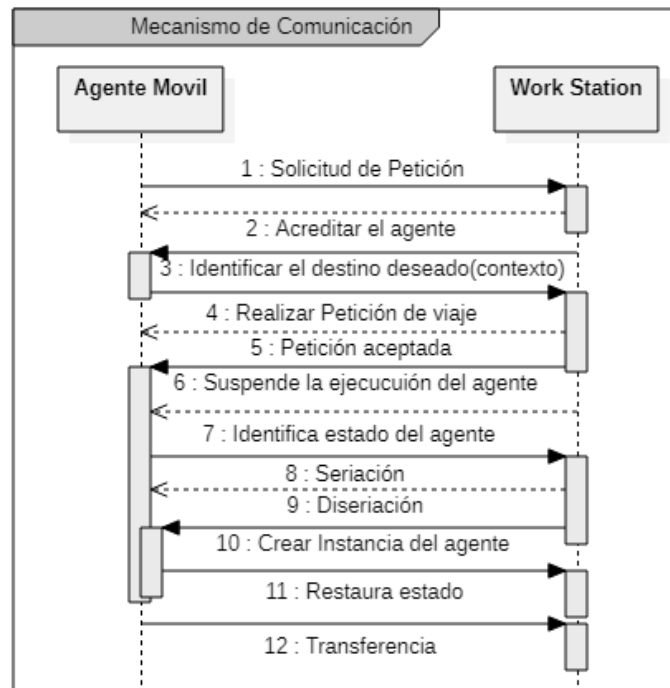 Mecanismo de Comunicación
Agente Movil
Work Station
1 : Solicitud de Petición
2 : Acreditar el agente
3 : Identificar el destino deseado(contexto)
4 : Realizar Petición de viaje
5 : Petición aceptada
6 : Suspende la ejecucuión del agente
7 : Identifica estado del agente
8 : Seriación
9 : Diseriación
10 : Crear Instancia del agente
11 : Restaura estado
12 : Transferencia